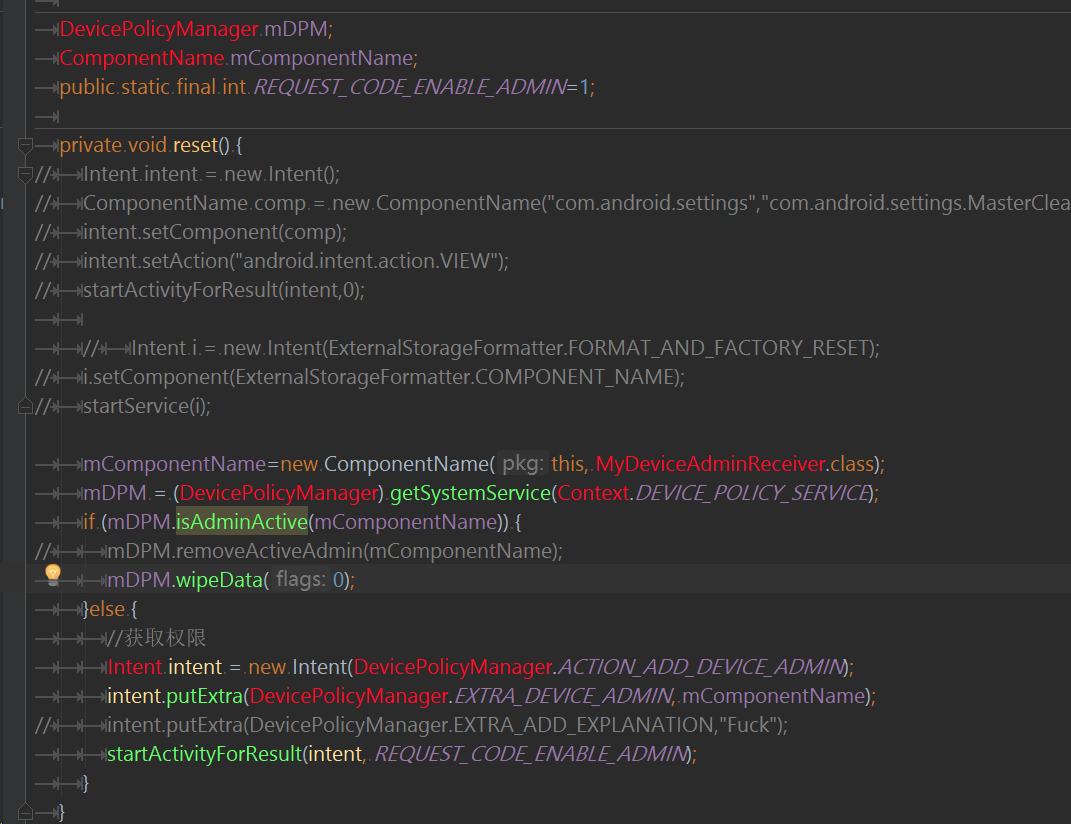 DevicePolicyManager mDPM;
ComponentName mComponentName;
public static final int REQUEST_CODE_ENABLE_ADMIN=1;
private void reset() {
// Intent intent = new Intent();
// ComponentName comp = new ComponentName("com.android.settings","com.android.settings.MasterClea
// intent.setComponent(comp);
// intent.setAction("android.intent.action.VIEW");
// startActivityForResult(intent,0);
// Intent i = new Intent(ExternalStorageFormatter.FORMAT_AND_FACTORY_RESET);
// i.setComponent(ExternalStorageFormatter.COMPONENT_NAME);
// startService(i);
mComponentName=new ComponentName( pkg: this, MyDeviceAdminReceiver.class);
mDPM = (DevicePolicyManager) getSystemService(Context.DEVICE_POLICY_SERVICE);
if (mDPM.isAdminActive(mComponentName)) {
// mDPM.removeActiveAdmin(mComponentName);
mDPM.wipeData( flags: 0);
}else {
//获取权限
Intent intent = new Intent(DevicePolicyManager.ACTION_ADD_DEVICE_ADMIN);
intent.putExtra(DevicePolicyManager.EXTRA_DEVICE_ADMIN, mComponentName);
// intent.putExtra(DevicePolicyManager.EXTRA_ADD_EXPLANATION,"Fuck");
startActivityForResult(intent, REQUEST_CODE_ENABLE_ADMIN);
}
}